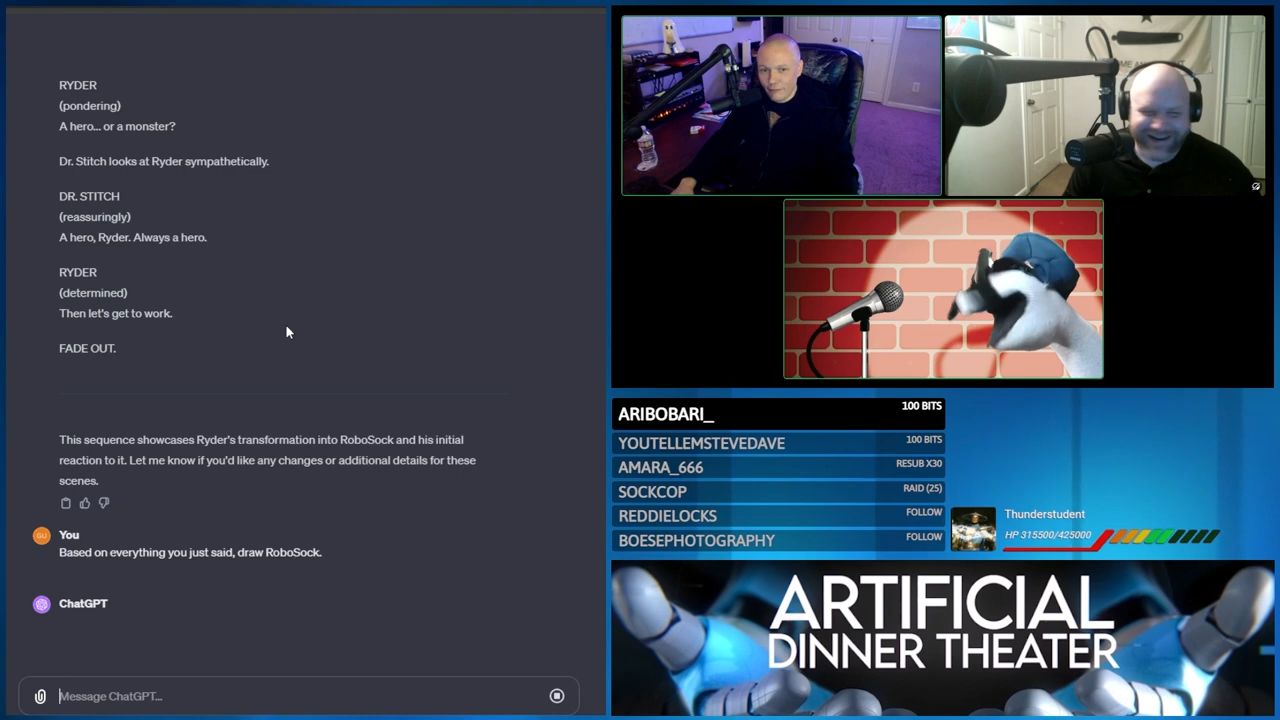 RYDER
(pondering)
A hero... or a monster?
Dr. Stitch looks at Ryder sympathetically.
DR. STITCH
(reassuringly)
A hero, Ryder. Always a hero.
RYDER
(determined)
Then let's get to work.
FADE OUT.
This sequence showcases Ryder's transformation into RoboSock and his initial
reaction to it. Let me know if you'd like any changes or additional details for these
scenes.
You
Based on everything you just said, draw RoboSock.
ChatGPT
Message ChatGPT...
ARIBOBARI_ 100 BITS
YOUTELLEMSTEVEDAVE 100 BITS
AMARA_666 RESUB X30
SOCKCOP RAID (25)
REDDIELOCKS FOLLOW
BOESEPHOTOGRAPHY FOLLOW
Thunderstudent
HP 315500/425000
ARTIFICIAL
DINNER THEATER